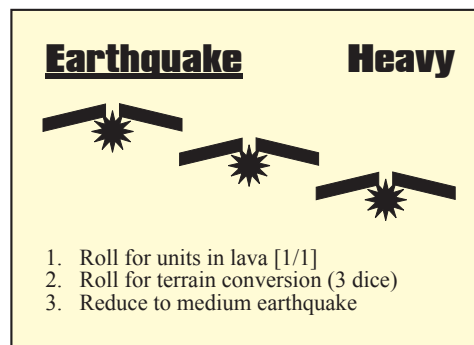 Earthquake Heavy
1. Roll for units in lava [1/1]
2. Roll for terrain conversion (3 dice)
3. Reduce to medium earthquake